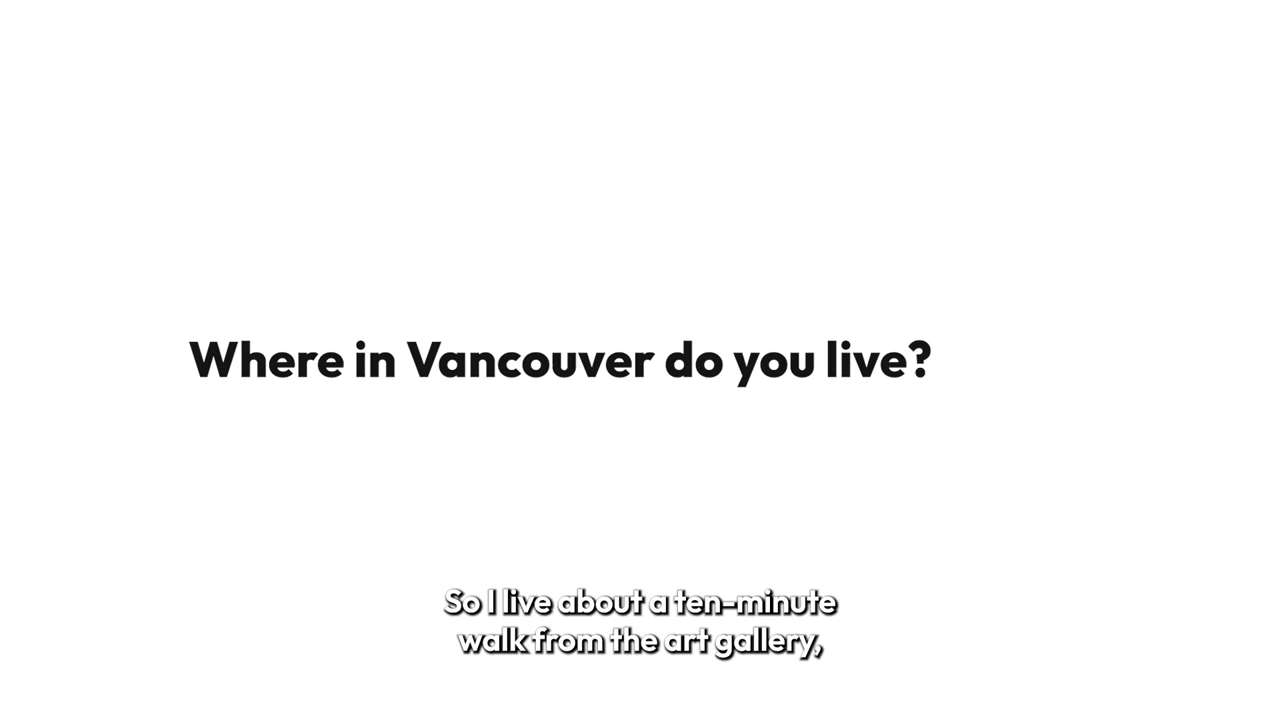 Where in Vancouver do you live?
So I live about a ten-minute
walk from the art gallery,